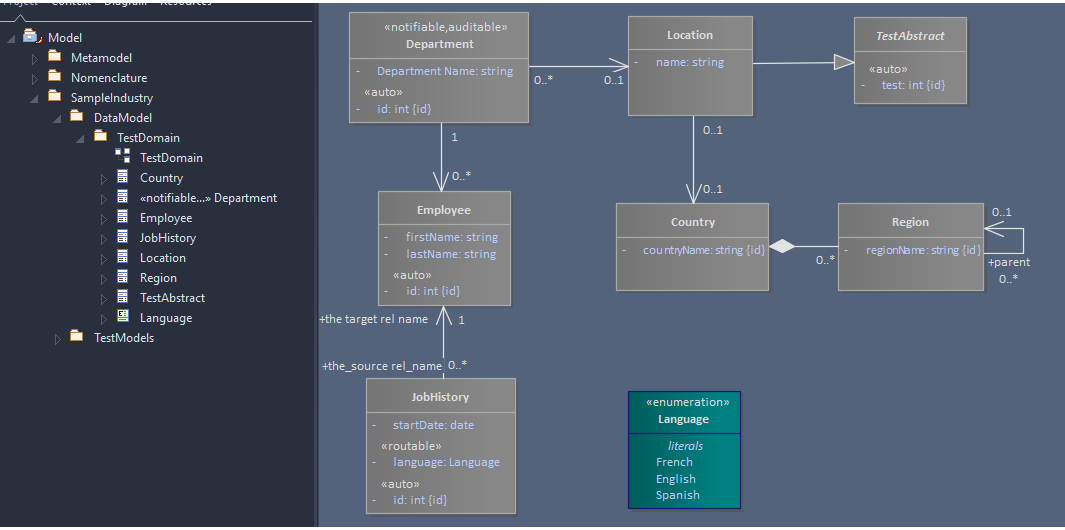 Project Context Diagram Resources
Model
Metamodel
Nomenclature
SampleIndustry
DataModel
TestDomain
TestDomain
Country
«notifiable...» Department
Employee
JobHistory
Location
Region
TestAbstract
Language
TestModels
«notifiable,auditable»
Department
- Department Name: string
«auto»
- id: int {id}
0..*
0..1
Location
- name: string
TestAbstract
«auto»
- test: int {id}
1
0..*
0..1
0..1
Employee
- firstName: string
- lastName: string
«auto»
- id: int {id}
Country
- countryName: string {id}
0..*
Region
- regionName: string {id}
0..1
+parent
0..*
+the target rel name
1
+the_source rel_name
0..*
JobHistory
- startDate: date
«routable»
- language: Language
«auto»
- id: int {id}
«enumeration»
Language
literals
French
English
Spanish